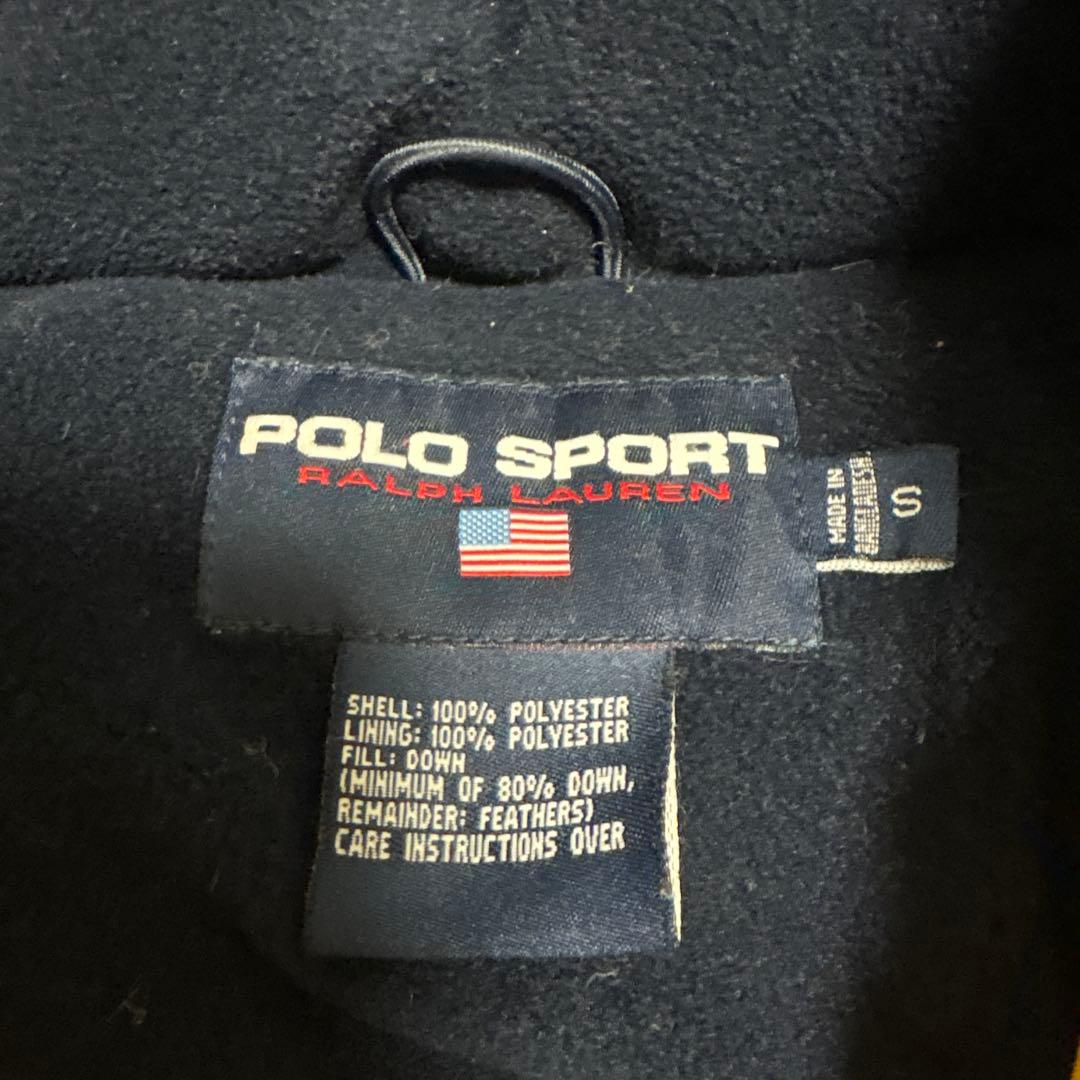 POLO SPORT
RALPH LAUREN
MADE IN
BANGLADESH
S
SHELL: 100% POLYESTER
LINING: 100% POLYESTER
FILL: DOWN
(MINIMUM OF 80% DOWN,
REMAINDER: FEATHERS)
CARE INSTRUCTIONS OVER